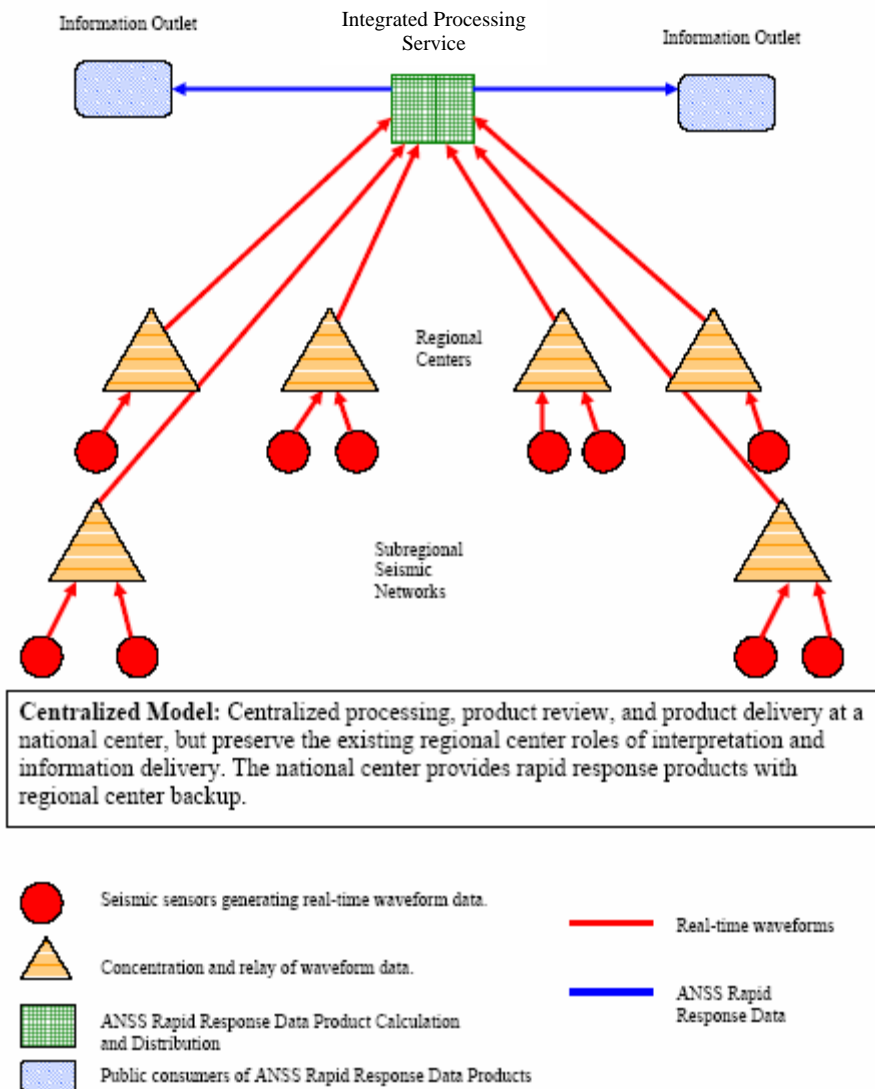 Information Outlet
Integrated Processing
Service
Information Outlet
Regional
Centers
Subregional
Seismic
Networks
Centralized Model: Centralized processing, product review, and product delivery at a
national center, but preserve the existing regional center roles of interpretation and
information delivery. The national center provides rapid response products with
regional center backup.
Seismic sensors generating real-time waveform data.
Real-time waveforms
Concentration and relay of waveform data.
ANSS Rapid
Response Data
ANSS Rapid Response Data Product Calculation
and Distribution
Public consumers of ANSS Rapid Response Data Products